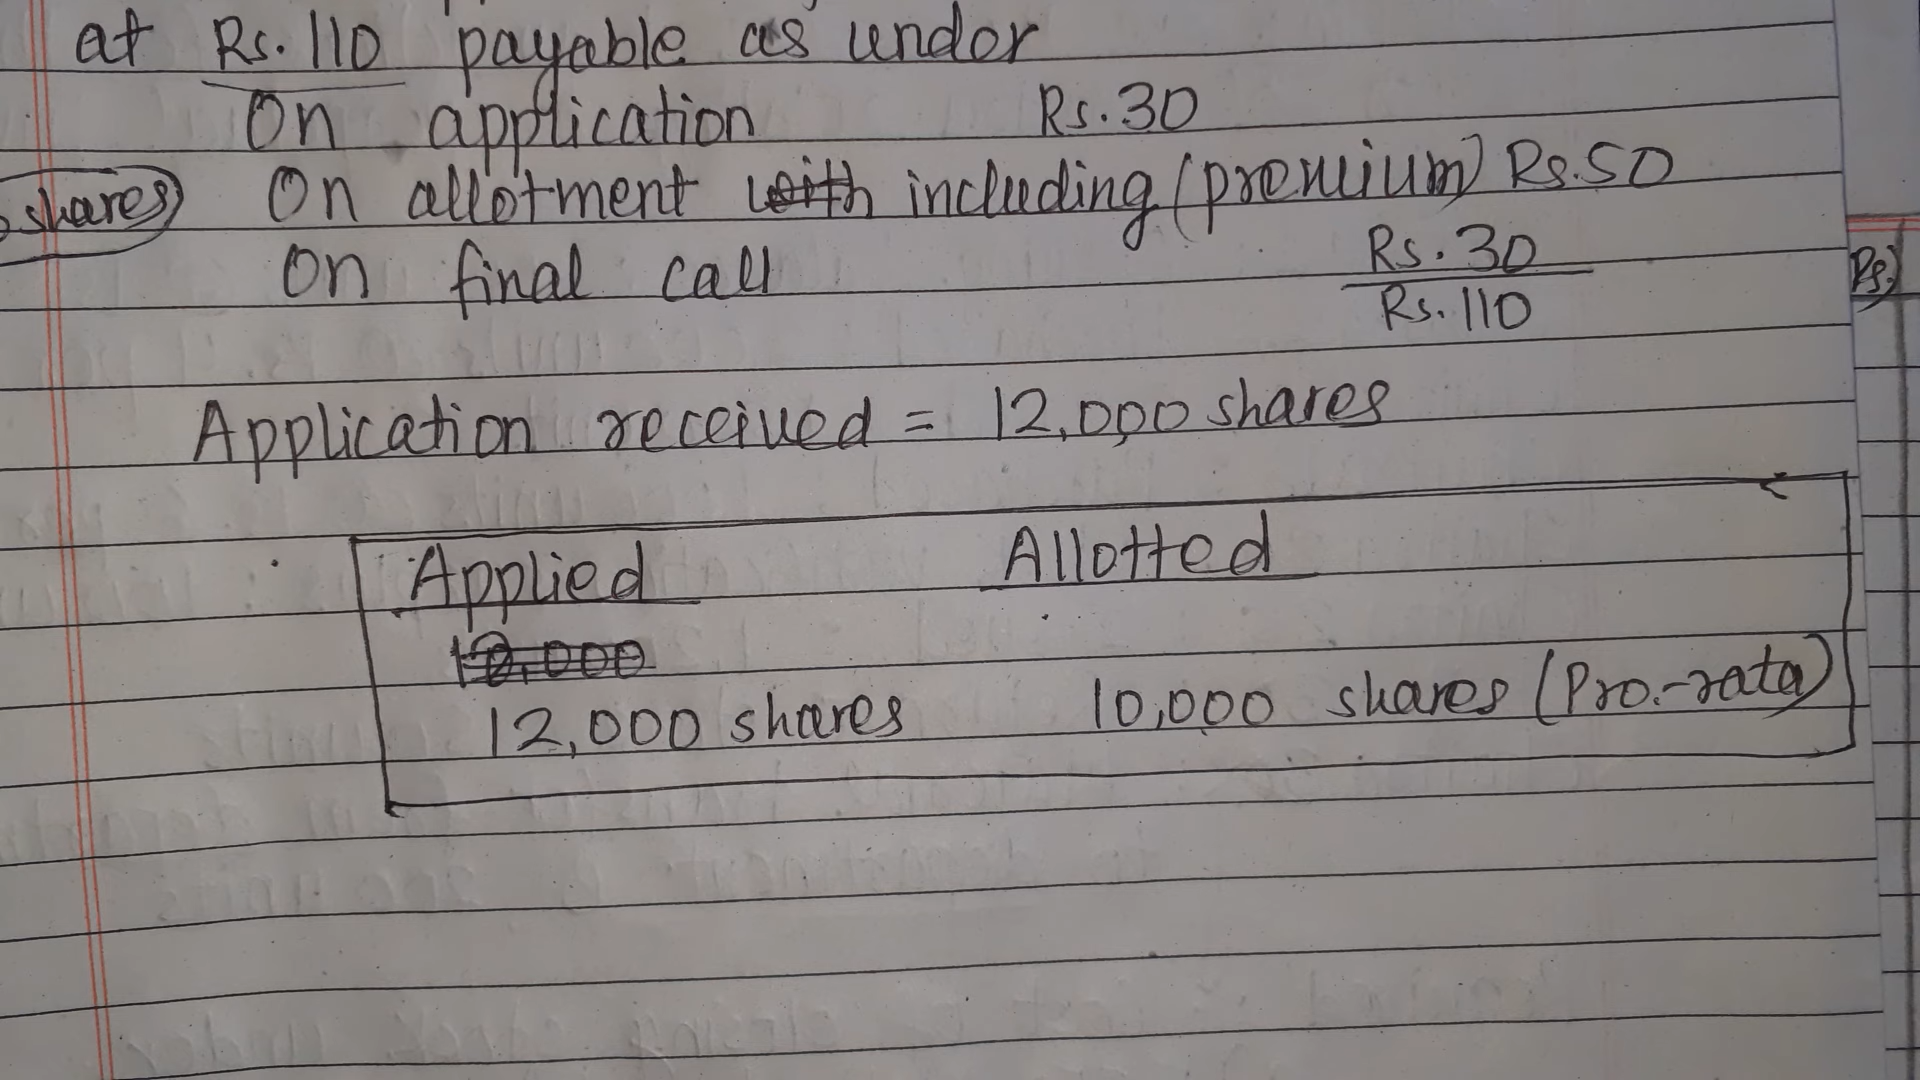 at Rs. 110 payable as under
On application Rs. 30
shares) On allotment with including (premium) Rs. 50
On final call Rs. 30
Rs. 110
Rs)
Application received = 12,000 shares
Applied Allotted
12,000 shares 10,000 shares (Pro.-rata)